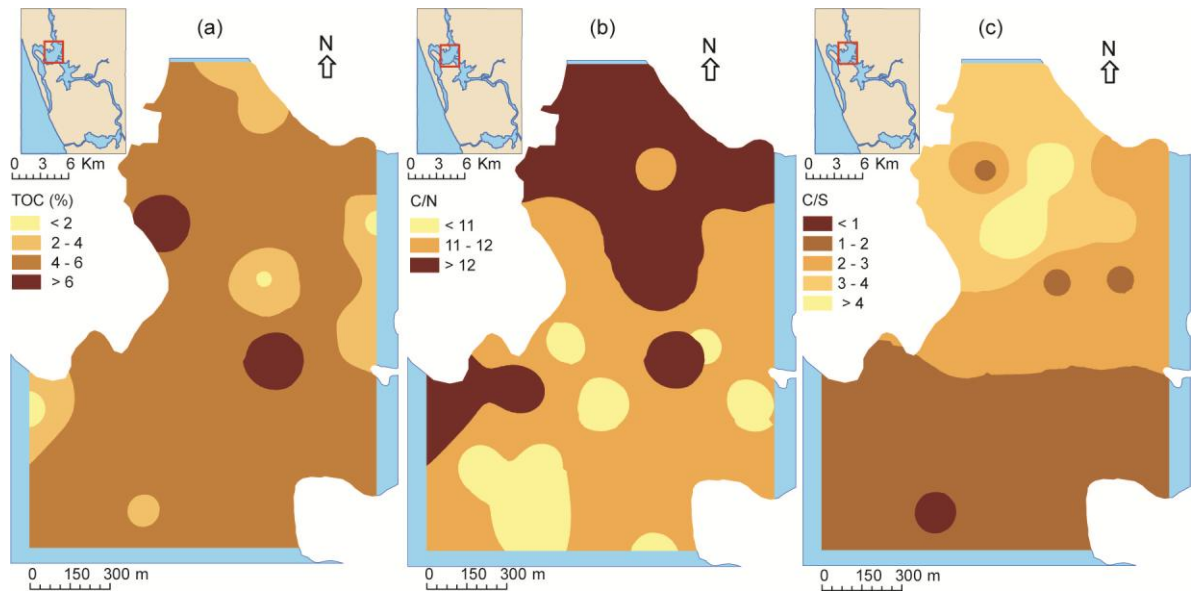 (a)
N
0 3 6 Km
TOC (%)
< 2
2 - 4
4 - 6
> 6
0 150 300 m
(b)
N
0 3 6 Km
C/N
< 11
11 - 12
> 12
0 150 300 m
(c)
N
0 3 6 Km
C/S
< 1
1 - 2
2 - 3
3 - 4
> 4
0 150 300 m